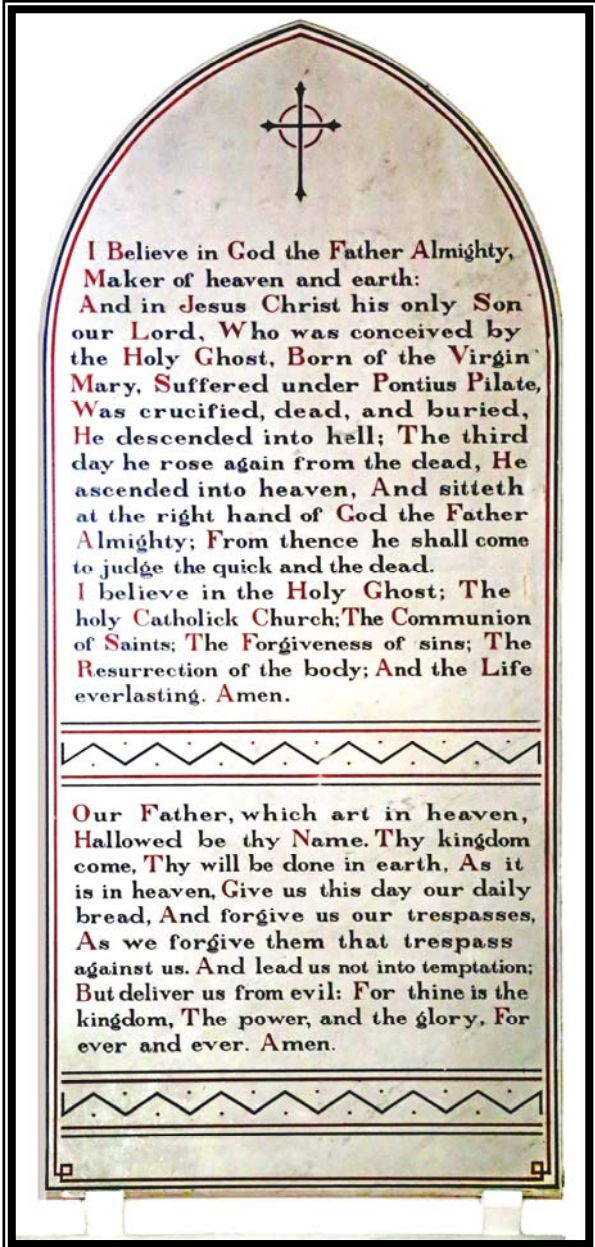 I Believe in God the Father Almighty,
Maker of heaven and earth:
And in Jesus Christ his only Son
our Lord, Who was conceived by
the Holy Ghost, Born of the Virgin
Mary, Suffered under Pontius Pilate,
Was crucified, dead, and buried,
He descended into hell; The third
day he rose again from the dead, He
ascended into heaven, And sitteth
at the right hand of God the Father
Almighty; From thence he shall come
to judge the quick and the dead.
I believe in the Holy Ghost; The
holy Catholick Church; The Communion
of Saints; The Forgiveness of sins; The
Resurrection of the body; And the Life
everlasting. Amen.
Our Father, which art in heaven,
Hallowed be thy Name. Thy kingdom
come, Thy will be done in earth, As it
is in heaven, Give us this day our daily
bread, And forgive us our trespasses,
As we forgive them that trespass
against us. And lead us not into temptation;
But deliver us from evil: For thine is the
kingdom, The power, and the glory, For
ever and ever. Amen.